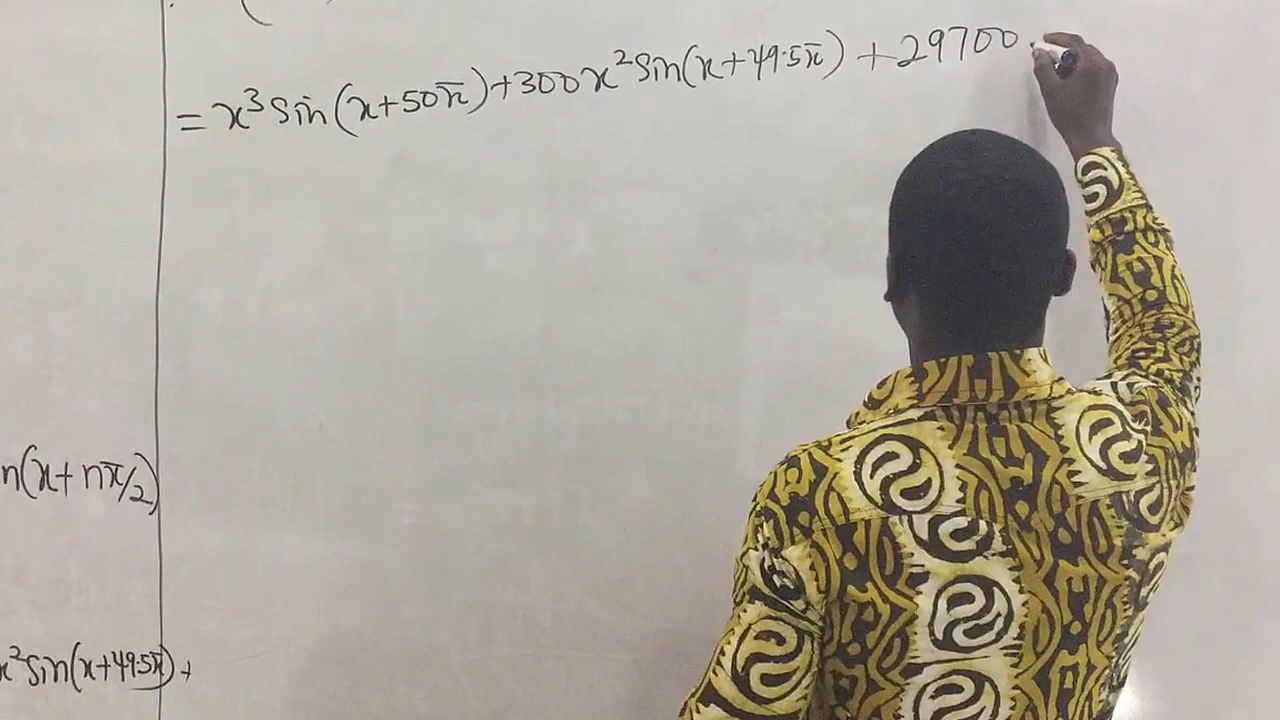 = x³ sin(x+50π)+300x² sin(x+49.5π) + 29700
n(x+nπ/2)
x² sin(x+49.5π) +